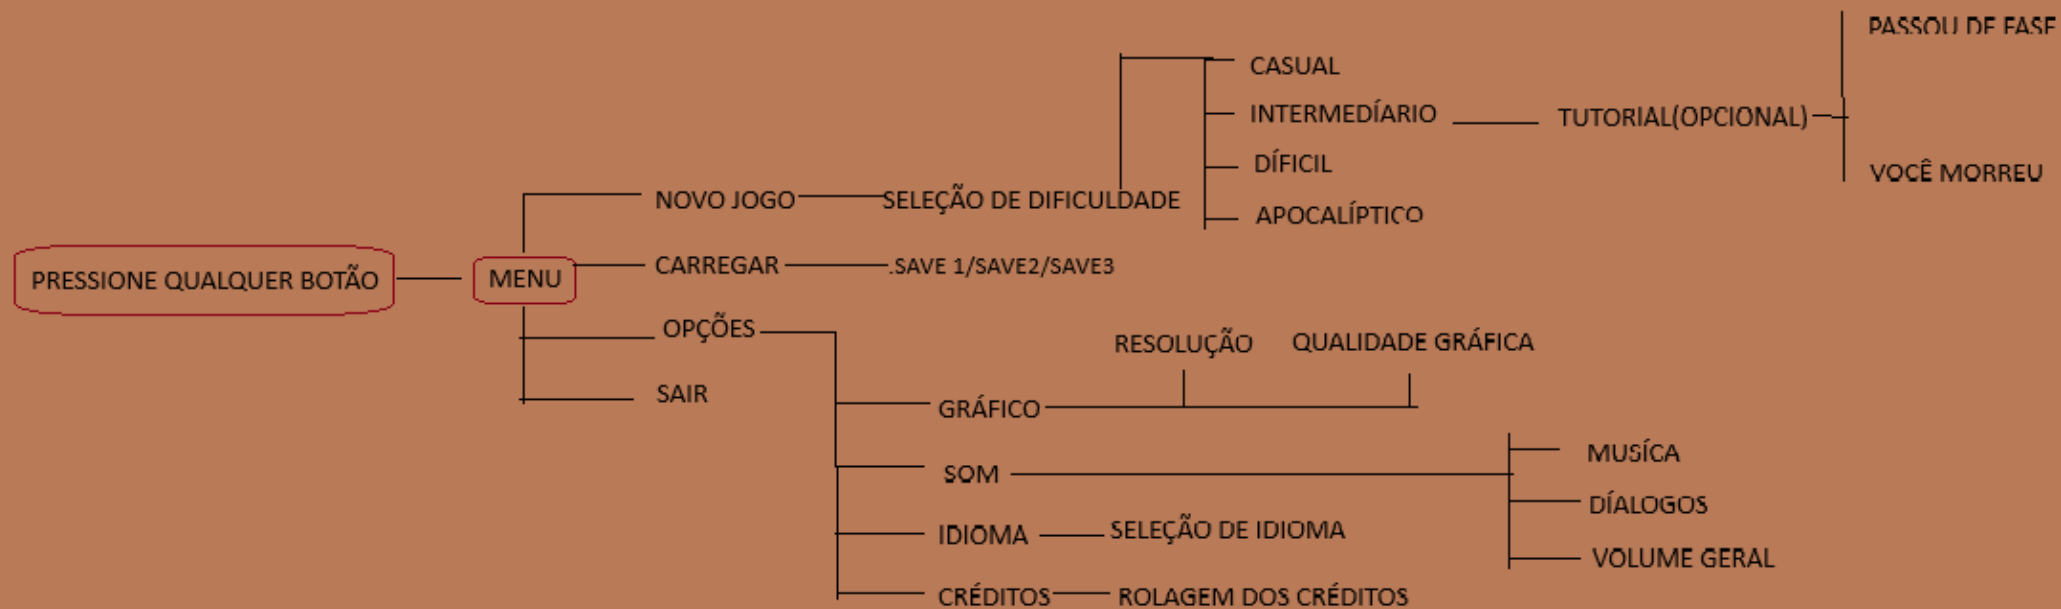 PASSOU DE FASE
CASUAL
INTERMEDÍARIO
TUTORIAL(OPCIONAL)
DÍFICIL
VOCÊ MORREU
APOCALÍPTICO
NOVO JOGO
SELEÇÃO DE DIFICULDADE
CARREGAR
.SAVE 1/SAVE2/SAVE3
PRESSIONE QUALQUER BOTÃO
MENU
OPÇÕES
RESOLUÇÃO
QUALIDADE GRÁFICA
SAIR
GRÁFICO
MUSÍCA
SOM
DÍALOGOS
IDIOMA
SELEÇÃO DE IDIOMA
VOLUME GERAL
CRÉDITOS
ROLAGEM DOS CRÉDITOS